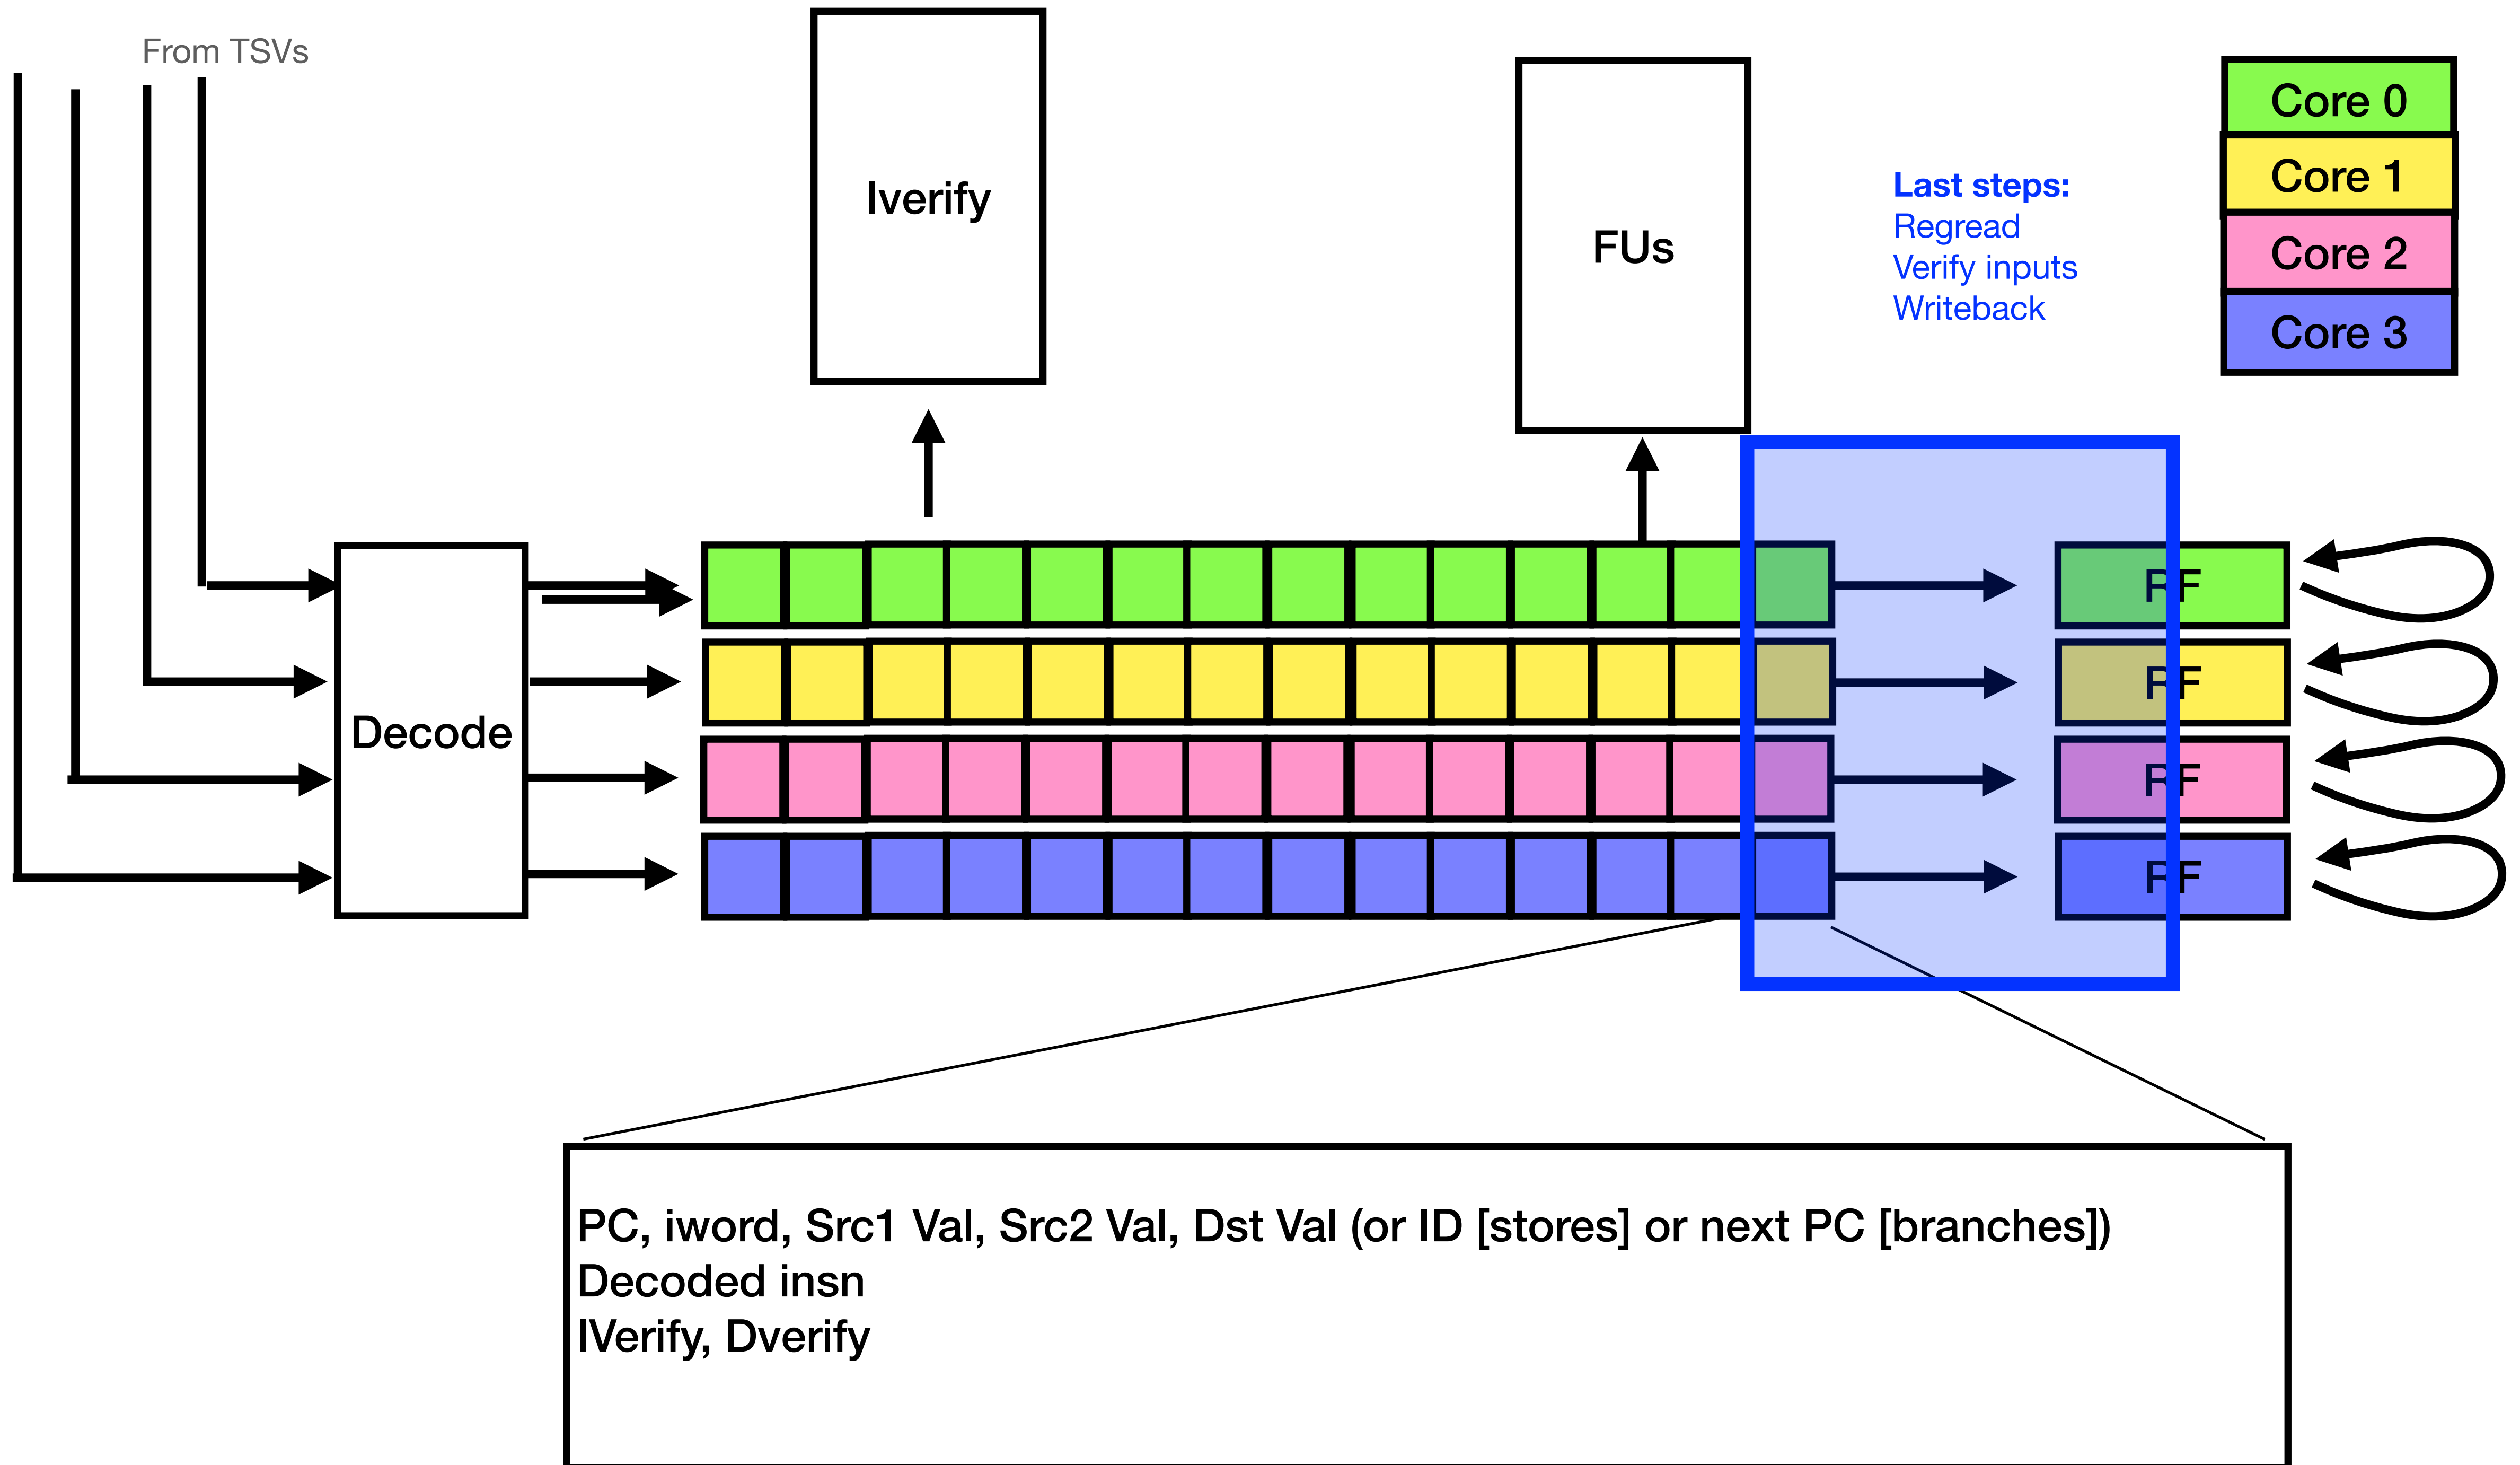 From TSVs
Iverify
FUs
Last steps:
Regread
Verify inputs
Writeback
Core 0
Core 1
Core 2
Core 3
Decode
RF
RF
RF
RF
PC, iword, Src1 Val, Src2 Val, Dst Val (or ID [stores] or next PC [branches])
Decoded insn
IVerify, Dverify